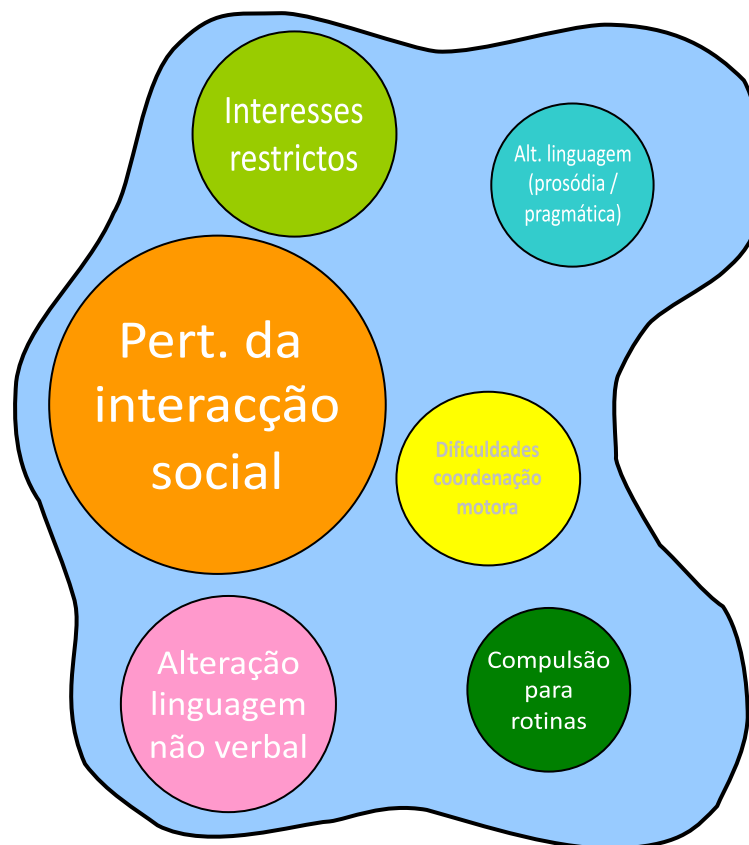 Interesses
restrictos
Alt. linguagem
(prosódia /
pragmática)
Pert. da
interacção
social
Dificuldades
coordenação
motora
Alteração
linguagem
não verbal
Compulsão
para
rotinas